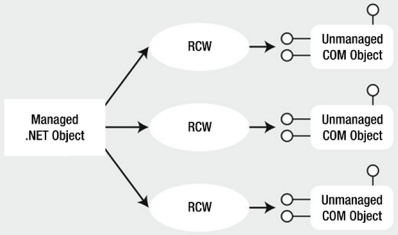 RCW
Unmanaged
COM Object
Managed
.NET Object
RCW
Unmanaged
COM Object
RCW
Unmanaged
COM Object